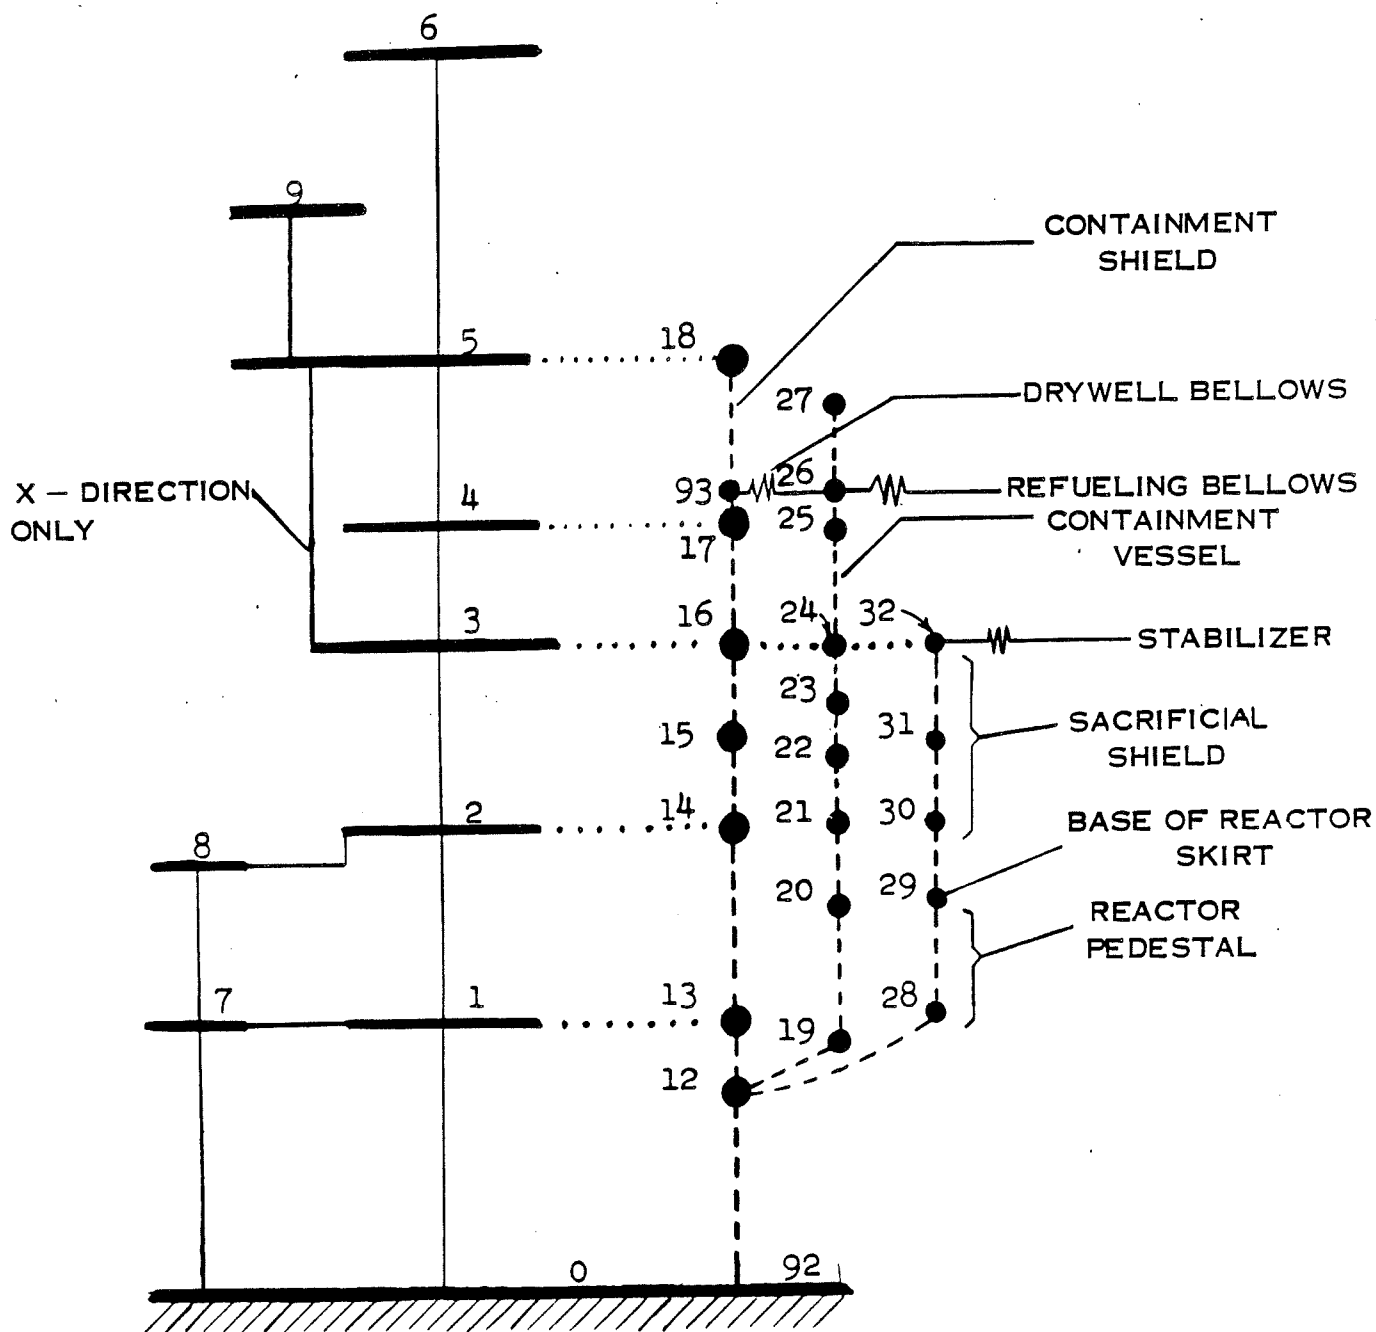 6
9
CONTAINMENT
SHIELD
5
18
27
DRYWELL BELLOWS
X - DIRECTION
ONLY
4
93
26
REFUELING BELLOWS
17
25
CONTAINMENT
VESSEL
3
16
24
32
STABILIZER
23
15
22
31
SACRIFICIAL
SHIELD
8
2
14
21
30
BASE OF REACTOR
SKIRT
20
29
REACTOR
PEDESTAL
7
1
13
19
28
12
0
92